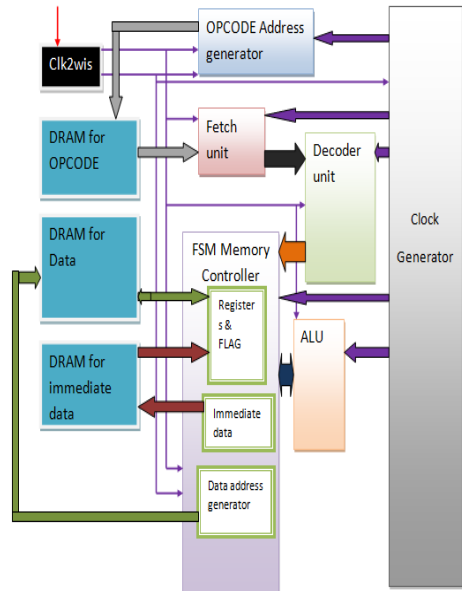 OPCODE Address
generator
Clk2wis
DRAM for
OPCODE
Fetch
unit
Decoder
unit
Clock
Generator
DRAM for
Data
FSM Memory
Controller
Register
s &
FLAG
ALU
DRAM for
immediate
data
Immediate
data
Data address
generator